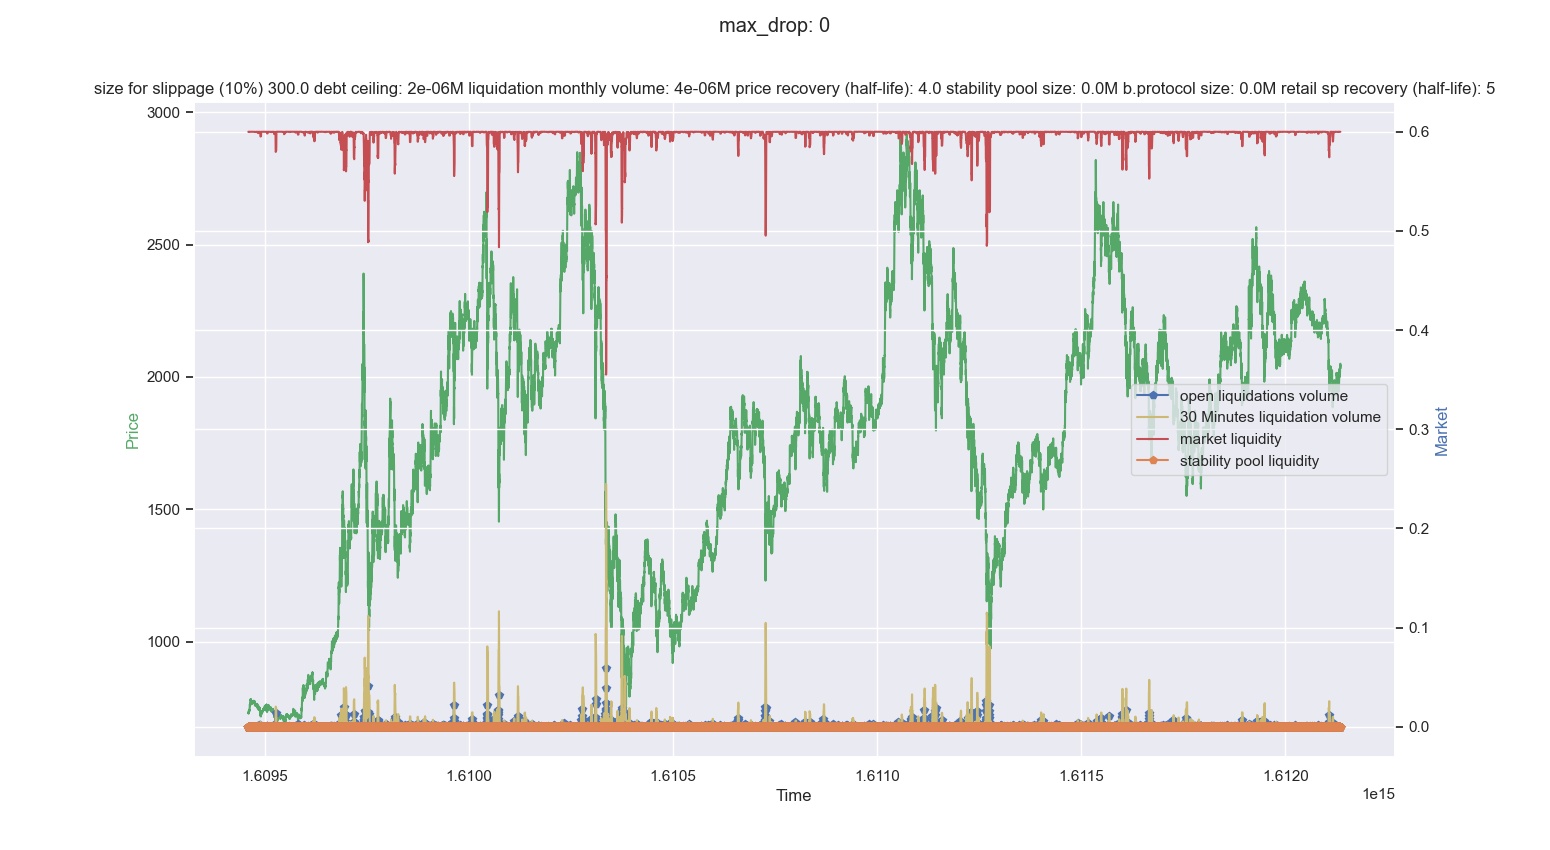 max_drop: 0
size for slippage (10%) 300.0 debt ceiling: 2e-06M liquidation monthly volume: 4e-06M price recovery (half-life): 4.0 stability pool size: 0.0M b.protocol size: 0.0M retail sp recovery (half-life): 5
3000
2500
2000
1500
1000
Price
0.6
0.5
0.4
0.3
0.2
0.1
0.0
Market
open liquidations volume
30 Minutes liquidation volume
market liquidity
stability pool liquidity
1.6095 1.6100 1.6105 1.6110 1.6115 1.6120
Time
1e15